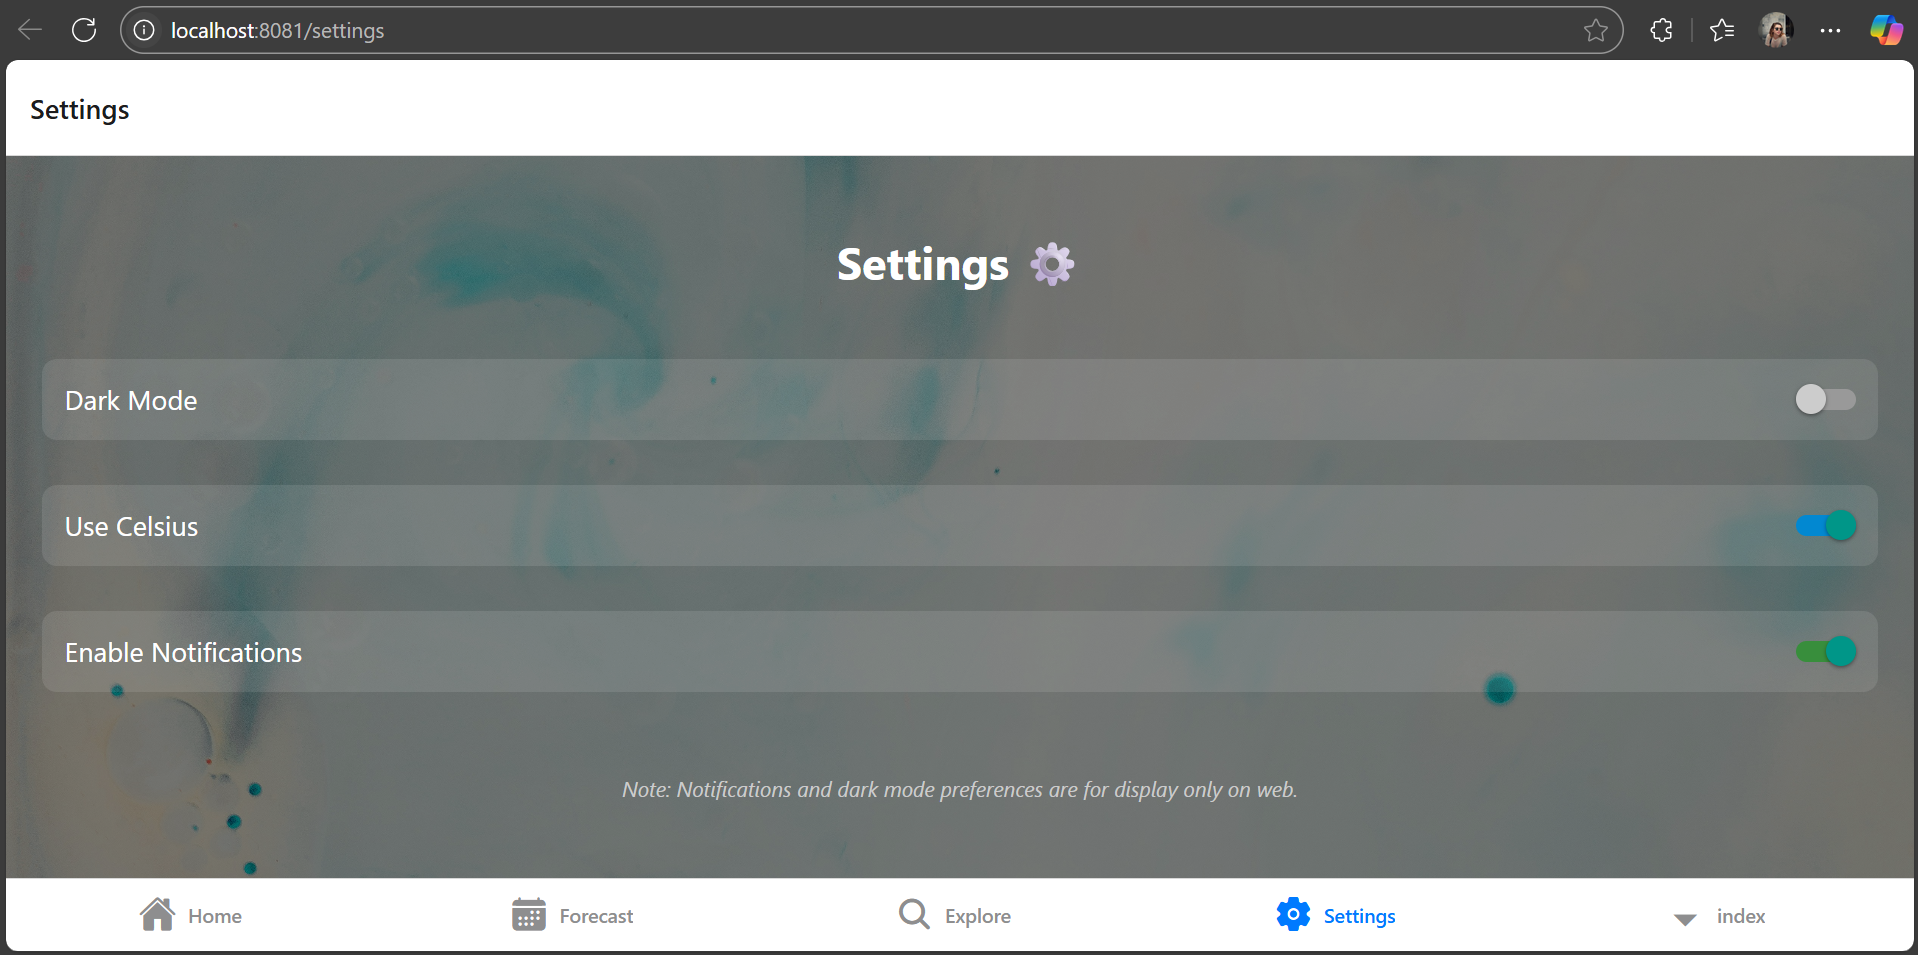 localhost:8081/settings
Settings
Settings
Dark Mode
Use Celsius
Enable Notifications
Note: Notifications and dark mode preferences are for display only on web.
Home
Forecast
Explore
Settings
index